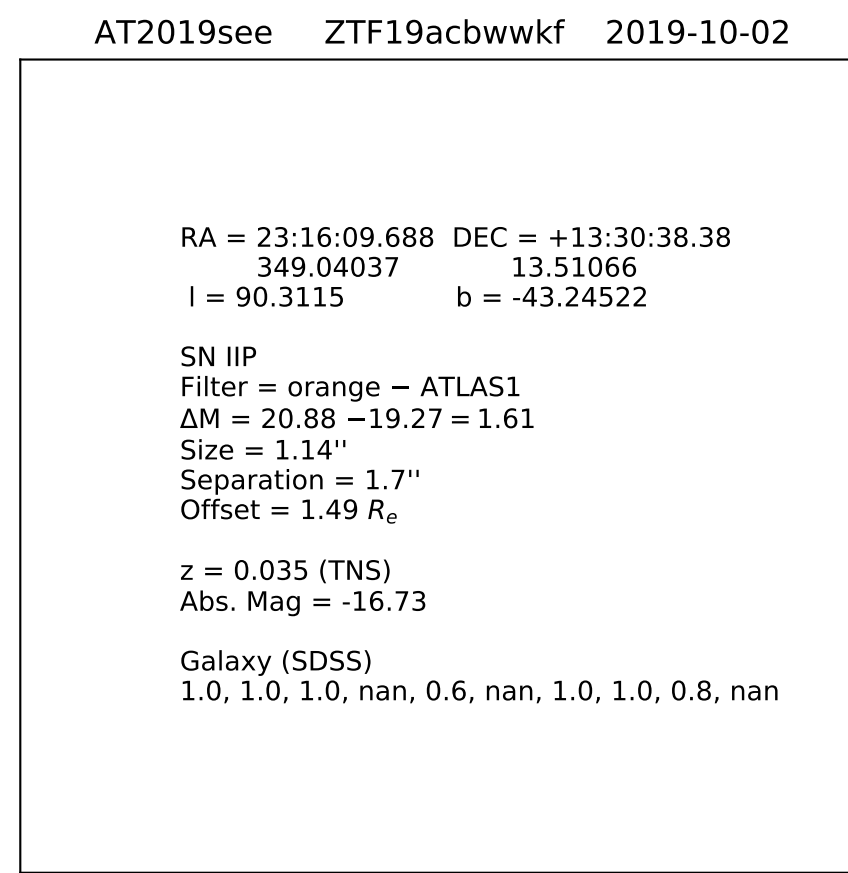 AT2019see ZTF19acbwwkf 2019-10-02
RA = 23:16:09.688 DEC = +13:30:38.38
349.04037 13.51066
l = 90.3115 b = -43.24522
SN IIP
Filter = orange − ATLAS1
ΔM = 20.88 −19.27 = 1.61
Size = 1.14''
Separation = 1.7''
Offset = 1.49 Rₑ
z = 0.035 (TNS)
Abs. Mag = -16.73
Galaxy (SDSS)
1.0, 1.0, 1.0, nan, 0.6, nan, 1.0, 1.0, 0.8, nan